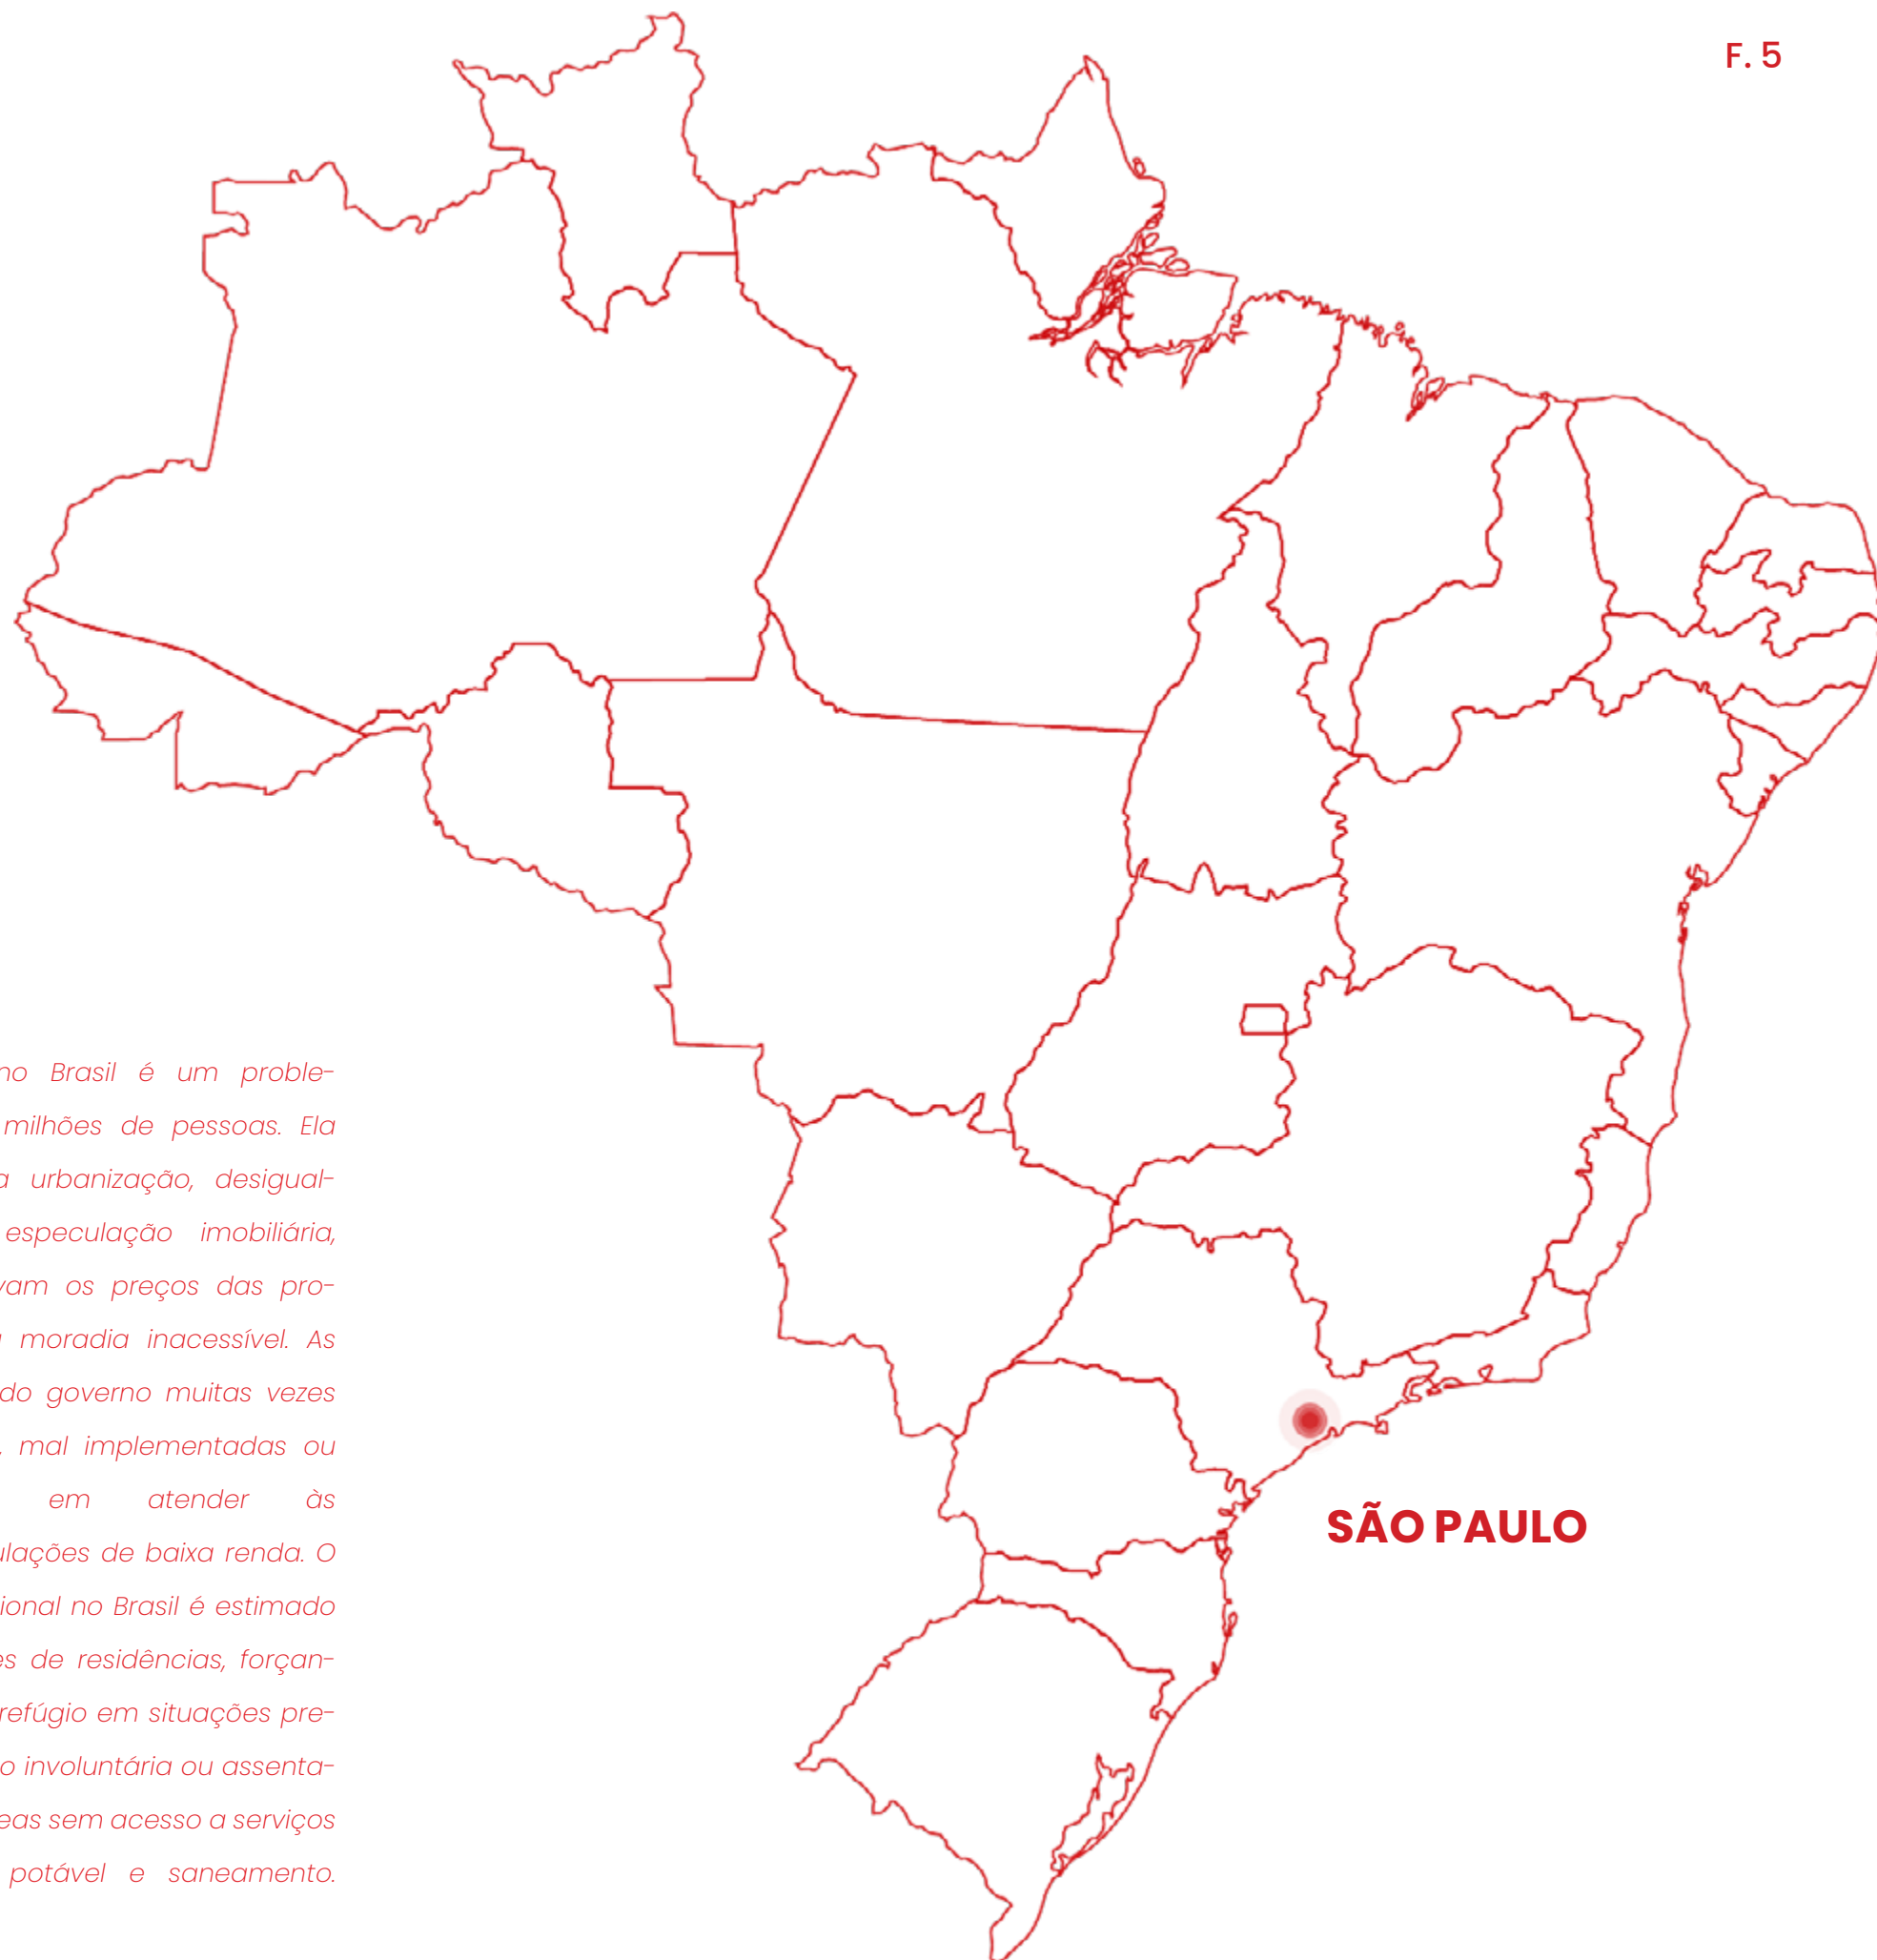 F. 5
no Brasil é um proble-
milhões de pessoas. Ela
urbanização, desigual-
especulação imobiliária,
os preços das pro-
moradia inacessível. As
do governo muitas vezes
mal implementadas ou
em atender às
de baixa renda. O
no Brasil é estimado
de residências, forçan-
refúgio em situações pre-
involuntária ou assenta-
sem acesso a serviços
potável e saneamento.
SÃO PAULO